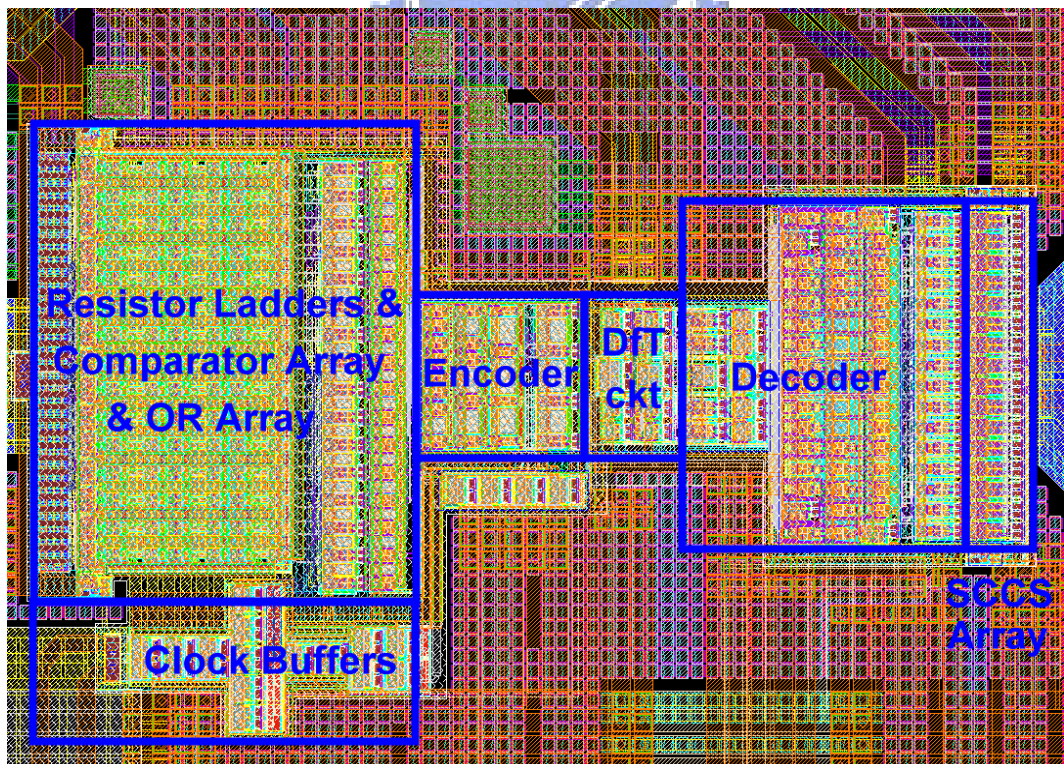 Resistor Ladders &
Comparator Array
& OR Array
Encoder
DfT
ckt
Decoder
SCCS
Array
Clock Buffers